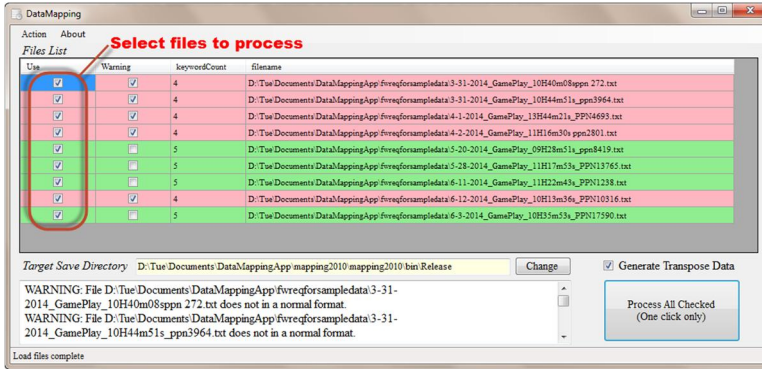 DataMapping
Action About
Select files to process
Files List
Use Warning keywordCount filename
4 D:\Tue\Documents\DataMappingApp\fwreqforsampledata\3-31-2014_GamePlay_10H40m08sppn 272.txt
4 D:\Tue\Documents\DataMappingApp\fwreqforsampledata\3-31-2014_GamePlay_10H44m51s_ppn3964.txt
4 D:\Tue\Documents\DataMappingApp\fwreqforsampledata\4-1-2014_GamePlay_13H44m21s_PPN4693.txt
4 D:\Tue\Documents\DataMappingApp\fwreqforsampledata\4-2-2014_GamePlay_11H16m30s ppn2801.txt
5 D:\Tue\Documents\DataMappingApp\fwreqforsampledata\5-20-2014_GamePlay_09H28m51s_ppn8419.txt
5 D:\Tue\Documents\DataMappingApp\fwreqforsampledata\5-28-2014_GamePlay_11H17m53s_PPN13765.txt
5 D:\Tue\Documents\DataMappingApp\fwreqforsampledata\6-11-2014_GamePlay_11H22m43s_PPN1238.txt
4 D:\Tue\Documents\DataMappingApp\fwreqforsampledata\6-12-2014_GamePlay_10H13m36s_PPN10316.txt
5 D:\Tue\Documents\DataMappingApp\fwreqforsampledata\6-3-2014_GamePlay_10H35m53s_PPN17590.txt
Target Save Directory D:\Tue\Documents\DataMappingApp\mapping2010\mapping2010\bin\Release Change Generate Transpose Data
WARNING: File D:\Tue\Documents\DataMappingApp\fwreqforsampledata\3-31-
2014_GamePlay_10H40m08sppn 272.txt does not in a normal format.
WARNING: File D:\Tue\Documents\DataMappingApp\fwreqforsampledata\3-31-
2014_GamePlay_10H44m51s_ppn3964.txt does not in a normal format.
Process All Checked
(One click only)
Load files complete